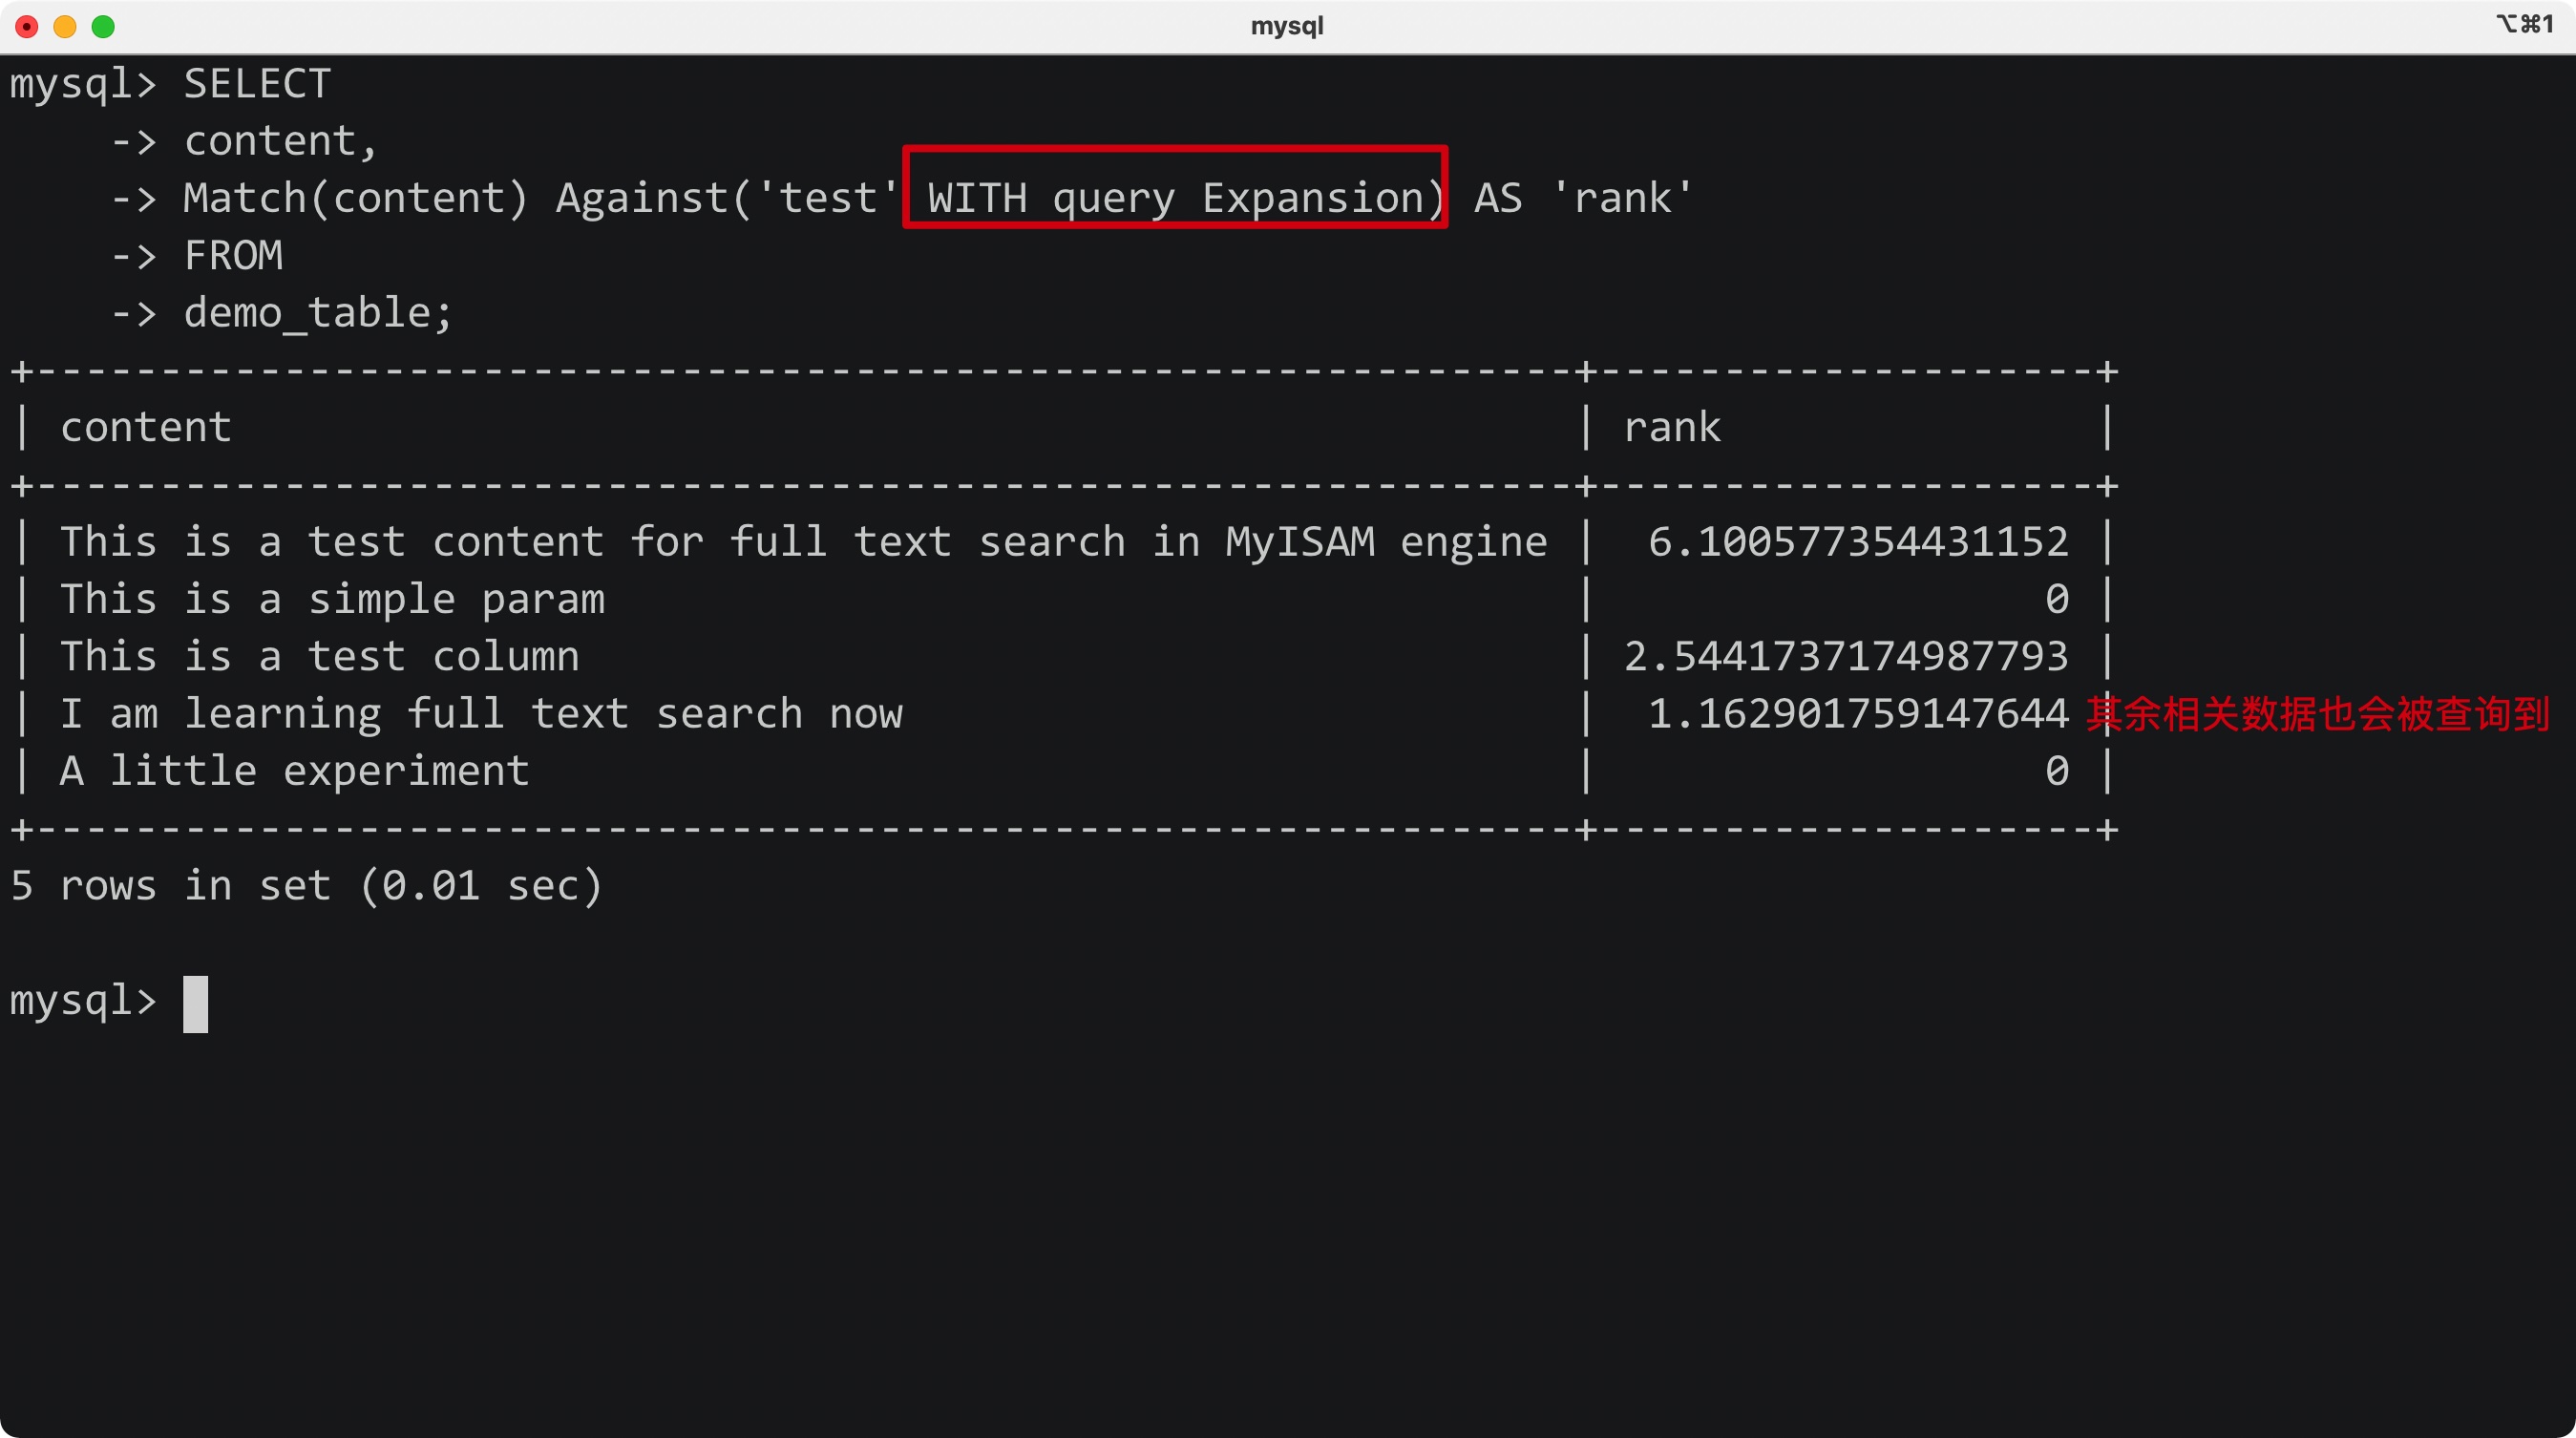 mysql
⌥⌘1
mysql> SELECT
    -> content,
    -> Match(content) Against('test' WITH query Expansion) AS 'rank'
    -> FROM
    -> demo_table;
+--------------------------------------------------------------+---------------------+
| content                                                      | rank                |
+--------------------------------------------------------------+---------------------+
| This is a test content for full text search in MyISAM engine |   6.100577354431152 |
| This is a simple param                                       |                   0 |
| This is a test column                                        |  2.5441737174987793 |
| I am learning full text search now                           |   1.162901759147644 | 其余相关数据也会被查询到
| A little experiment                                          |                   0 |
+--------------------------------------------------------------+---------------------+
5 rows in set (0.01 sec)
mysql>